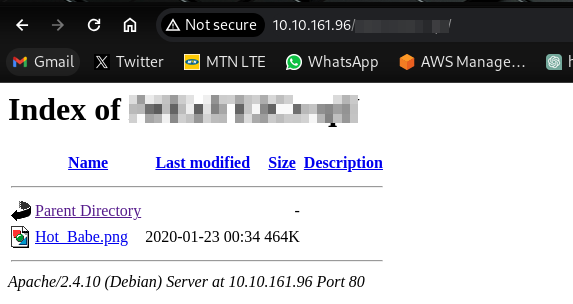 Not secure 10.10.161.96/
Gmail Twitter MTN LTE WhatsApp AWS Manage...
Index of
Name Last modified Size Description
Parent Directory -
Hot_Babe.png 2020-01-23 00:34 464K
Apache/2.4.10 (Debian) Server at 10.10.161.96 Port 80